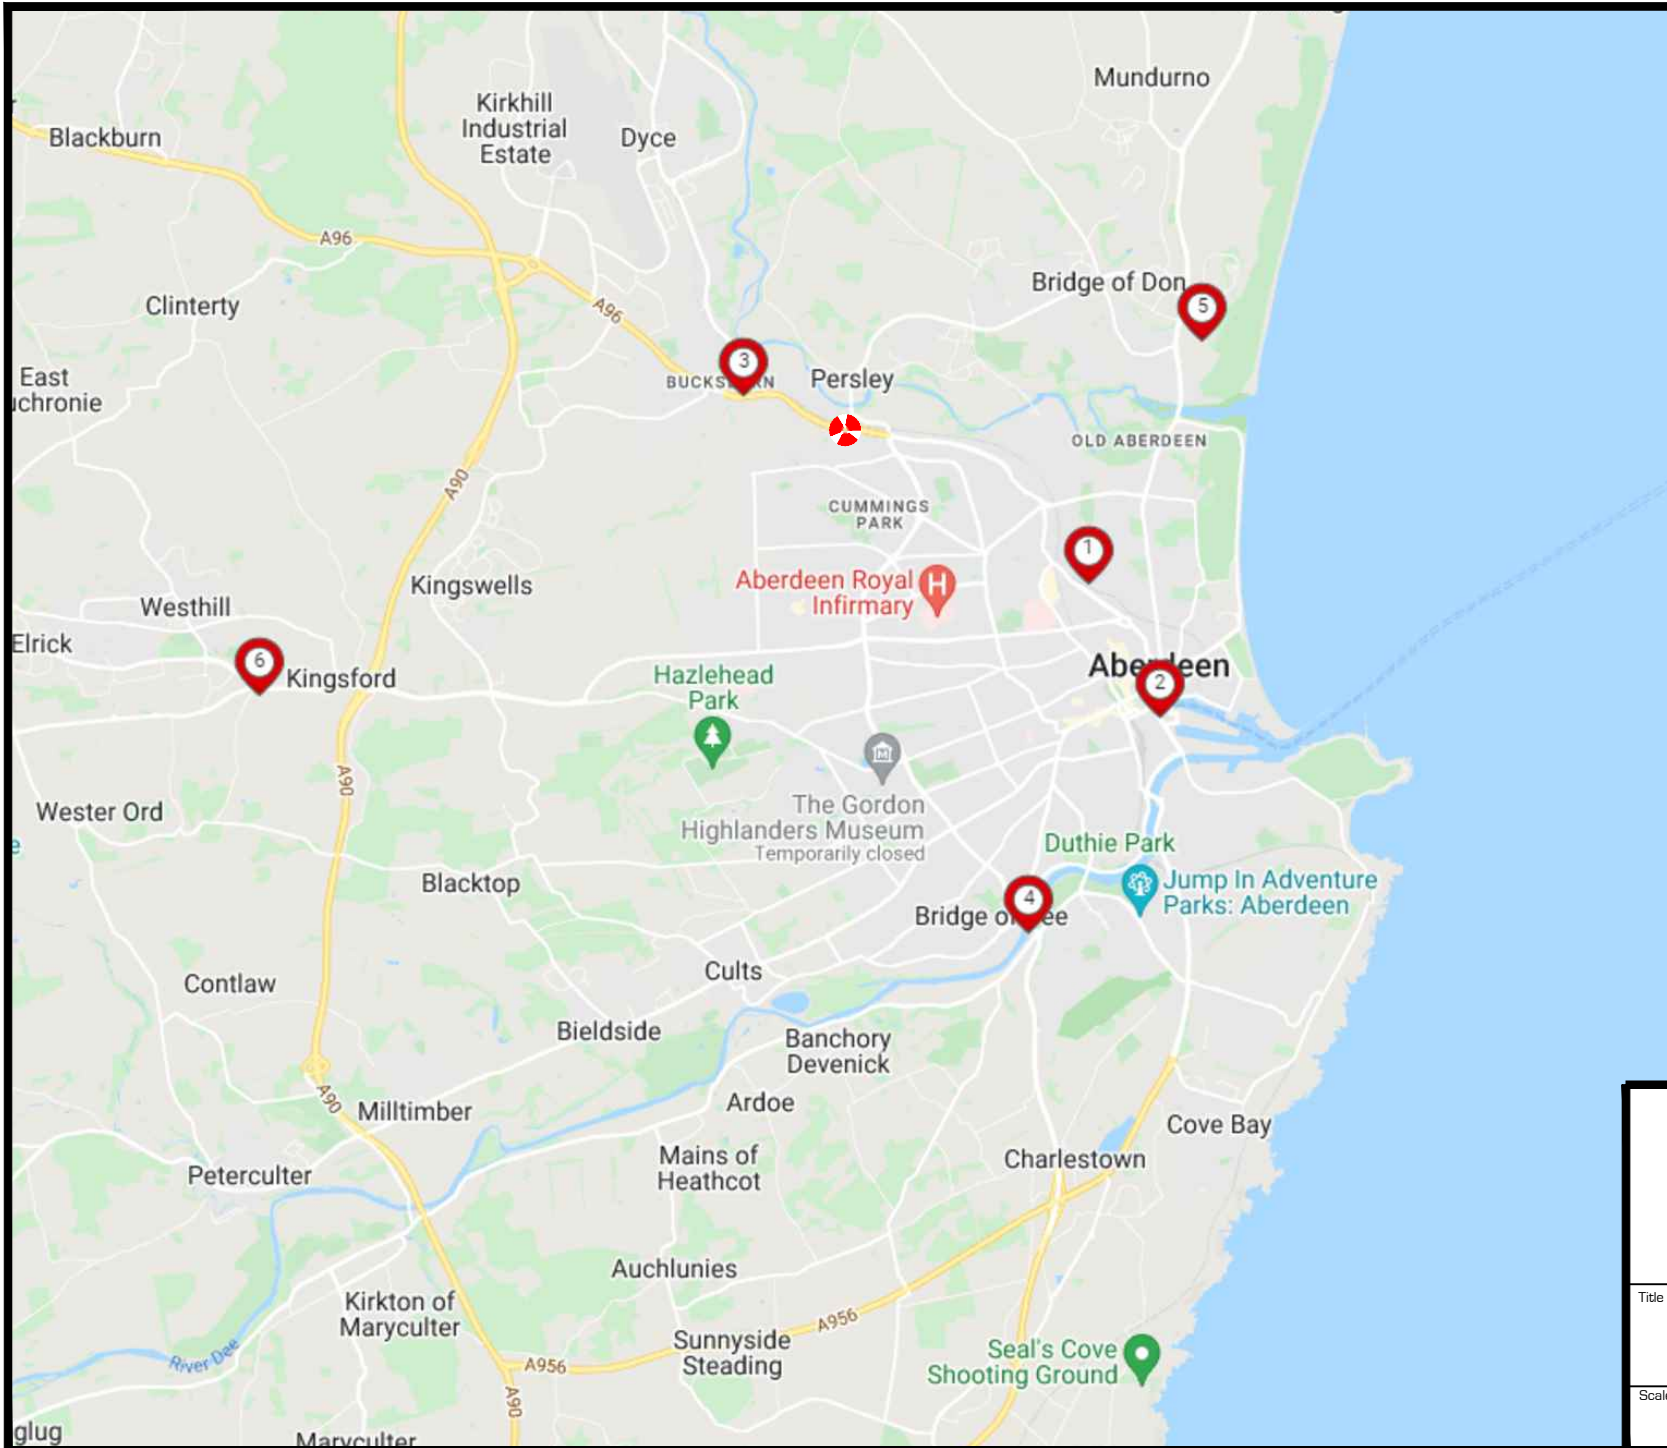 Mundurno
Kirkhill
Industrial
Estate
Dyce
Blackburn
A96
Bridge of Don
5
Clinterty
A96
3
East
uchronie
Persley
OLD ABERDEEN
A90
CUMMINGS
PARK
1
Aberdeen Royal
Infirmary
H
Kingswells
Westhill
Elrick
6
Kingsford
Hazlehead
Park
2
M
A90
The Gordon
Highlanders Museum
Temporarily closed
Wester Ord
e
Duthie Park
Blacktop
Jump In Adventure
Parks: Aberdeen
4
Cults
Contlaw
Bieldside
Banchory
Devenick
A90
Milltimber
Ardoe
Cove Bay
Mains of
Heathcot
Charlestown
Peterculter
Auchlunies
Kirkton of
Maryculter
A956
River Dee
Sunnyside
Steading
A956
Seal's Cove
Shooting Ground
A90
glug
Maryculter
Title
Scale